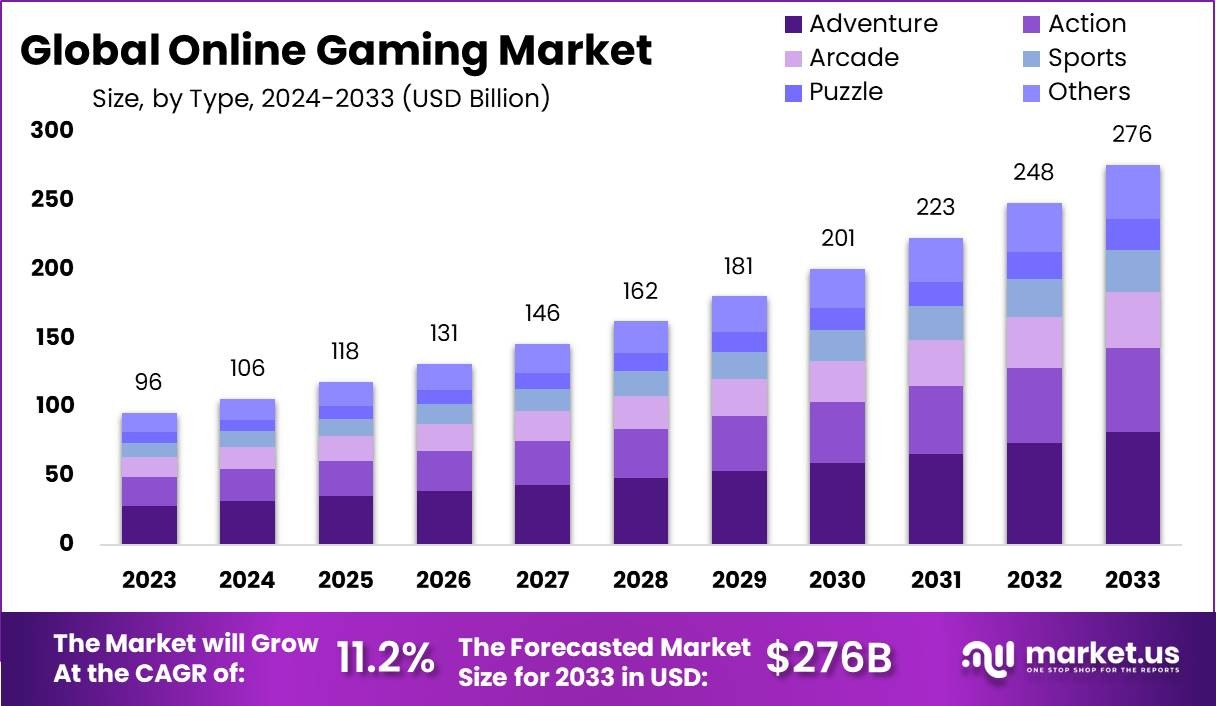 Global Online Gaming Market
Size, by Type, 2024-2033 (USD Billion)
Adventure Action
Arcade Sports
Puzzle Others
300
250
200
150
100
50
0
96 106 118 131 146 162 181 201 223 248 276
2023 2024 2025 2026 2027 2028 2029 2030 2031 2032 2033
The Market will Grow
At the CAGR of:
11.2%
The Forecasted Market
Size for 2033 in USD:
$276B
market.us
ONE STOP SHOP FOR THE REPORTS